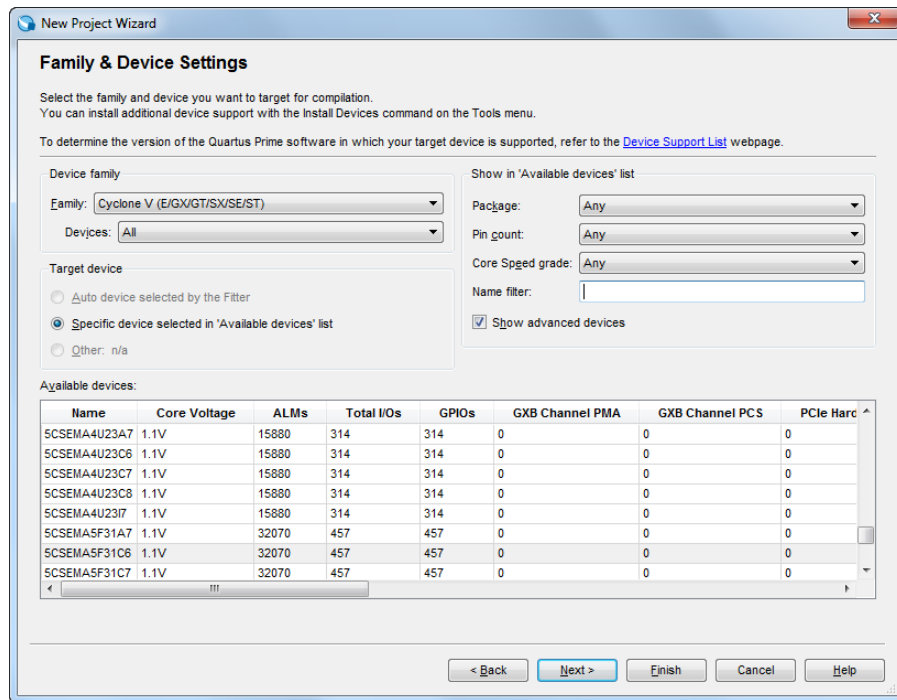 New Project Wizard
Family & Device Settings
Select the family and device you want to target for compilation.
You can install additional device support with the Install Devices command on the Tools menu.
To determine the version of the Quartus Prime software in which your target device is supported, refer to the Device Support List webpage.
Device family
Family: Cyclone V (E/GX/GT/SX/SE/ST)
Devices: All
Target device
Auto device selected by the Fitter
Specific device selected in 'Available devices' list
Other: n/a
Show in 'Available devices' list
Package: Any
Pin count: Any
Core Speed grade: Any
Name filter:
Show advanced devices
Available devices:
Name Core Voltage ALMs Total I/Os GPIOs GXB Channel PMA GXB Channel PCS PCIe Hard
5CSEMA4U23A7 1.1V 15880 314 314 0 0 0
5CSEMA4U23C6 1.1V 15880 314 314 0 0 0
5CSEMA4U23C7 1.1V 15880 314 314 0 0 0
5CSEMA4U23C8 1.1V 15880 314 314 0 0 0
5CSEMA4U23I7 1.1V 15880 314 314 0 0 0
5CSEMA5F31A7 1.1V 32070 457 457 0 0 0
5CSEMA5F31C6 1.1V 32070 457 457 0 0 0
5CSEMA5F31C7 1.1V 32070 457 457 0 0 0
< Back Next > Finish Cancel Help